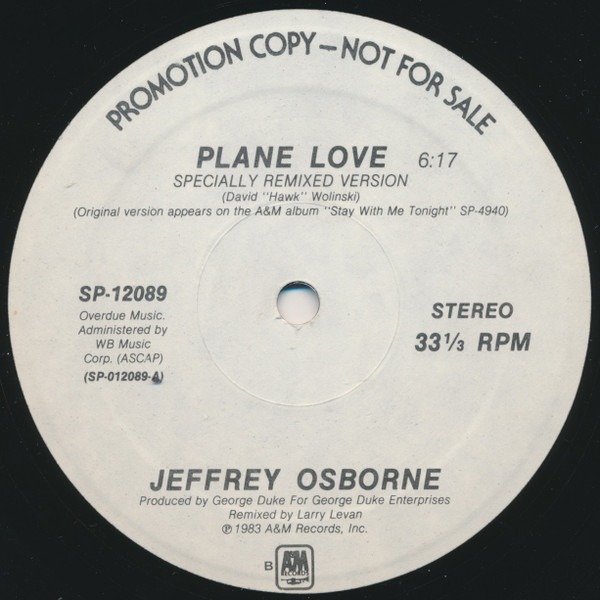 PROMOTION COPY — NOT FOR SALE
PLANE LOVE 6:17
SPECIALLY REMIXED VERSION
(David "Hawk" Wolinski)
(Original version appears on the A&M album "Stay With Me Tonight" SP-4940)
SP-12089
Overdue Music.
Administered by
WB Music
Corp. (ASCAP)
(SP-012089-A)
STEREO
33 1/3 RPM
JEFFREY OSBORNE
Produced by George Duke For George Duke Enterprises
Remixed by Larry Levan
℗ 1983 A&M Records, Inc.
B
A&M
RECORDS